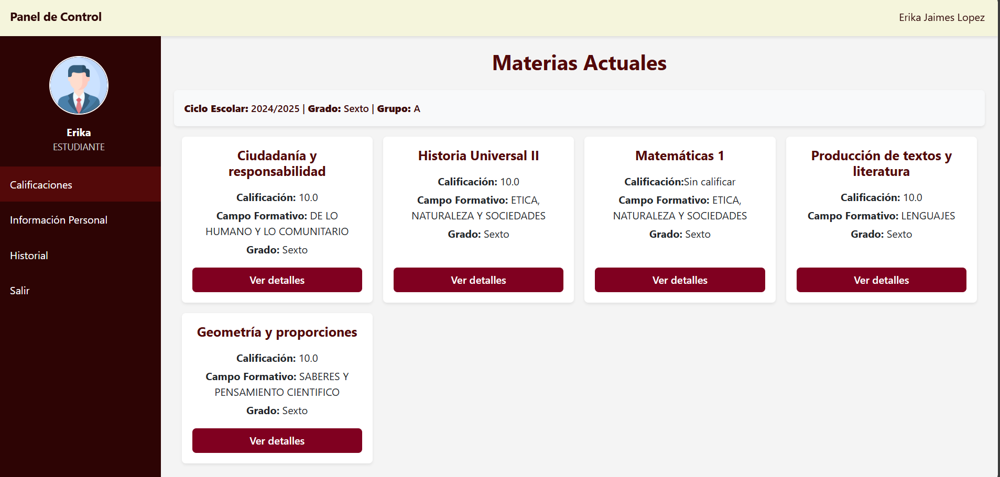 Panel de Control
Erika Jaimes Lopez
Erika
ESTUDIANTE
Calificaciones
Información Personal
Historial
Salir
Materias Actuales
Ciclo Escolar: 2024/2025 | Grado: Sexto | Grupo: A
Ciudadanía y
responsabilidad
Calificación: 10.0
Campo Formativo: DE LO
HUMANO Y LO COMUNITARIO
Grado: Sexto
Ver detalles
Historia Universal II
Calificación: 10.0
Campo Formativo: ETICA,
NATURALEZA Y SOCIEDADES
Grado: Sexto
Ver detalles
Matemáticas 1
Calificación:Sin calificar
Campo Formativo: ETICA,
NATURALEZA Y SOCIEDADES
Grado: Sexto
Ver detalles
Producción de textos y
literatura
Calificación: 10.0
Campo Formativo: LENGUAJES
Grado: Sexto
Ver detalles
Geometría y proporciones
Calificación: 10.0
Campo Formativo: SABERES Y
PENSAMIENTO CIENTIFICO
Grado: Sexto
Ver detalles